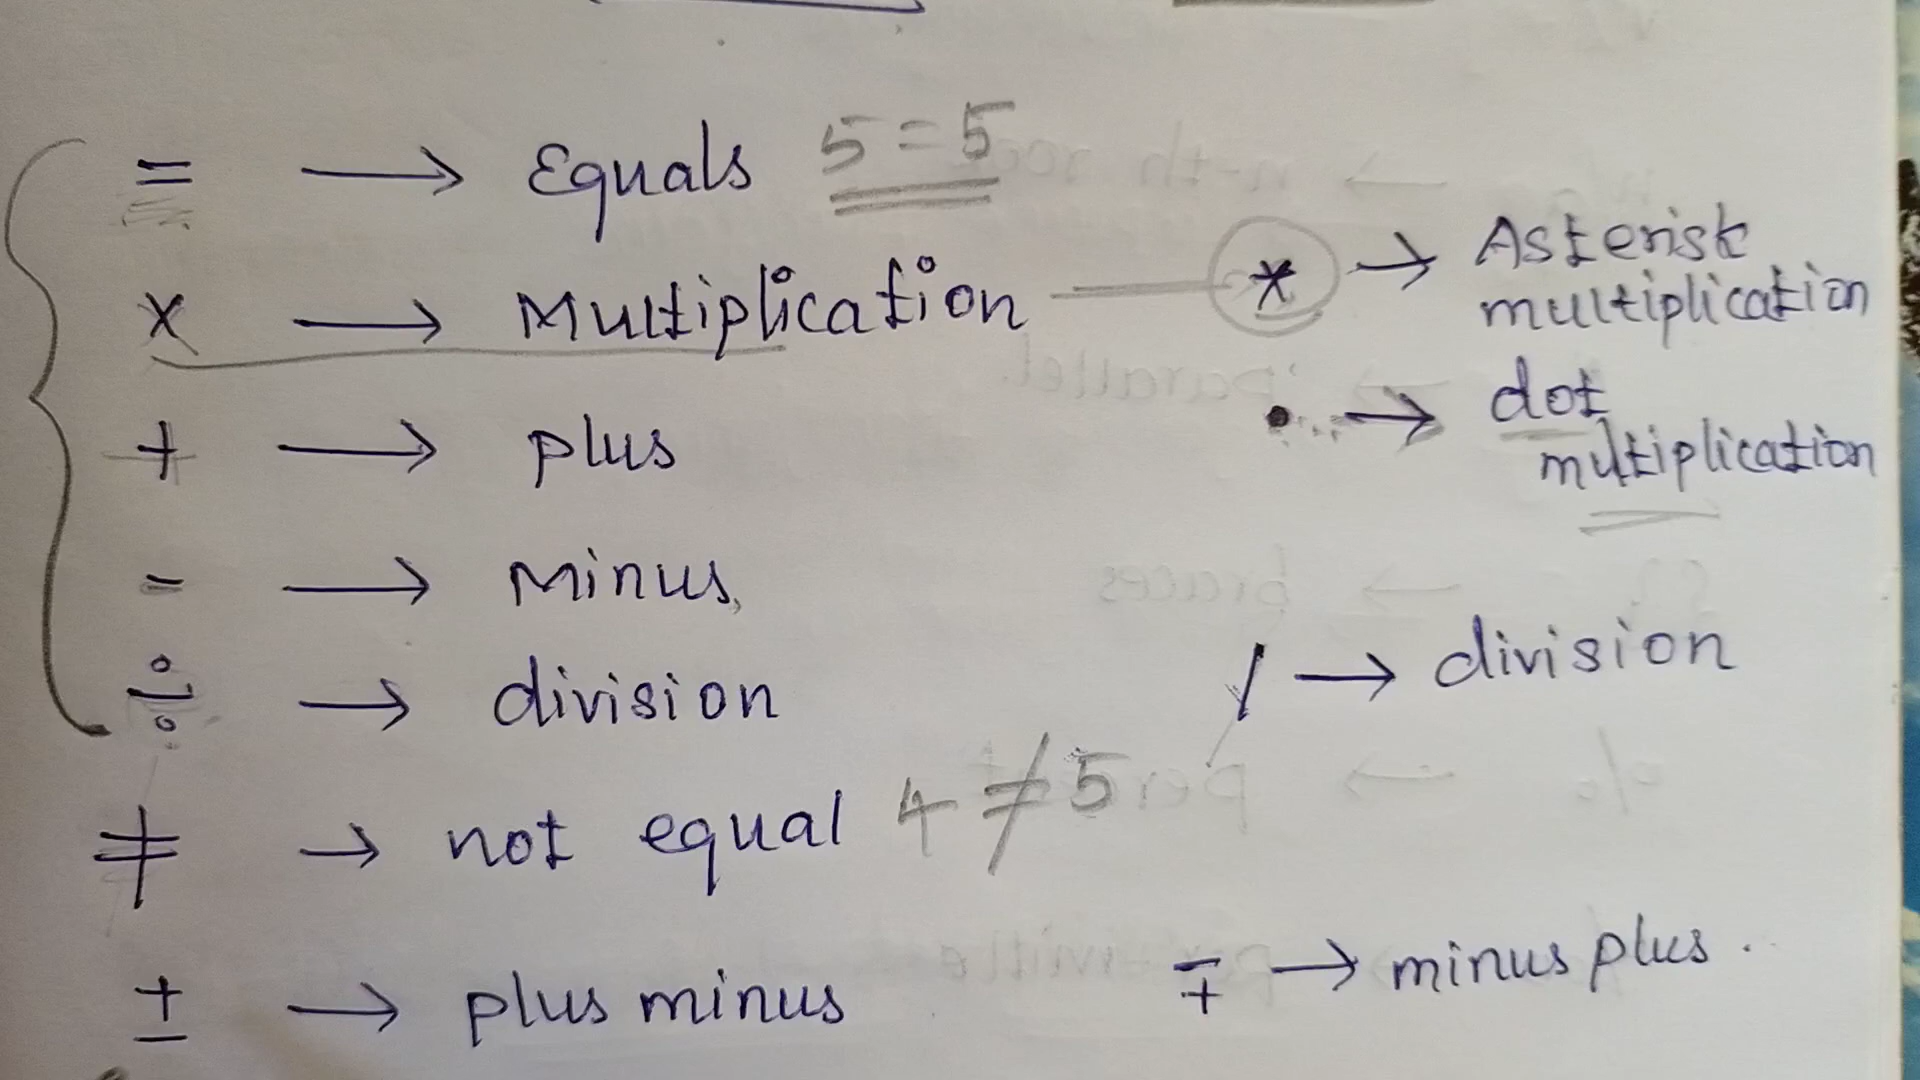 = → Equals 5 = 5
* → Asterisk
multiplication
× → Multiplication
• → dot
multiplication
+ → plus
- → Minus,
/ → division
÷ → division
≠ → not equal 4 ≠ 5
± → plus minus
∓ → minus plus.